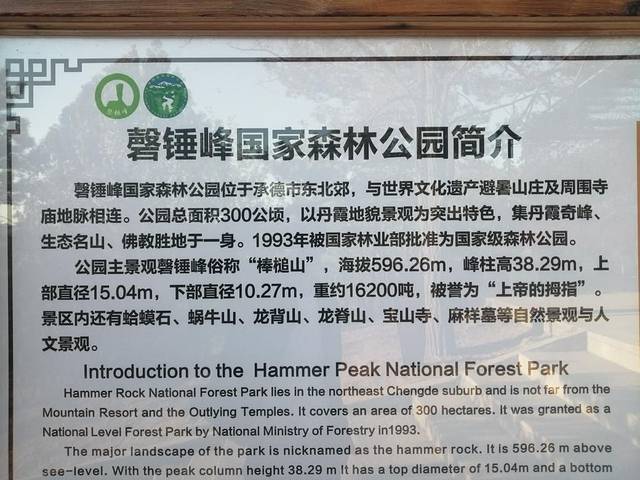 磬锤峰国家森林公园简介
磬锤峰国家森林公园位于承德市东北郊，与世界文化遗产避暑山庄及周围寺
庙地脉相连。公园总面积300公顷，以丹霞地貌景观为突出特色，集丹霞奇峰、
生态名山、佛教胜地于一身。1993年被国家林业部批准为国家级森林公园。
公园主景观磬锤峰俗称“棒槌山”，海拔596.26m，峰柱高38.29m，上
部直径15.04m，下部直径10.27m，重约16200吨，被誉为“上帝的拇指”。
景区内还有蛤蟆石、蜗牛山、龙背山、龙脊山、宝山寺、麻祥墓等自然景观与人
文景观。
Introduction to the Hammer Peak National Forest Park
Hammer Rock National Forest Park lies in the northeast Chengde suburb and is not far from the
Mountain Resort and the Outlying Temples. It covers an area of 300 hectares. It was granted as a
National Level Forest Park by National Ministry of Forestry in1993.
The major landscape of the park is nicknamed as the hammer rock. It is 596.26 m above
see-level. With the peak column height 38.29 m It has a top diameter of 15.04m and a bottom